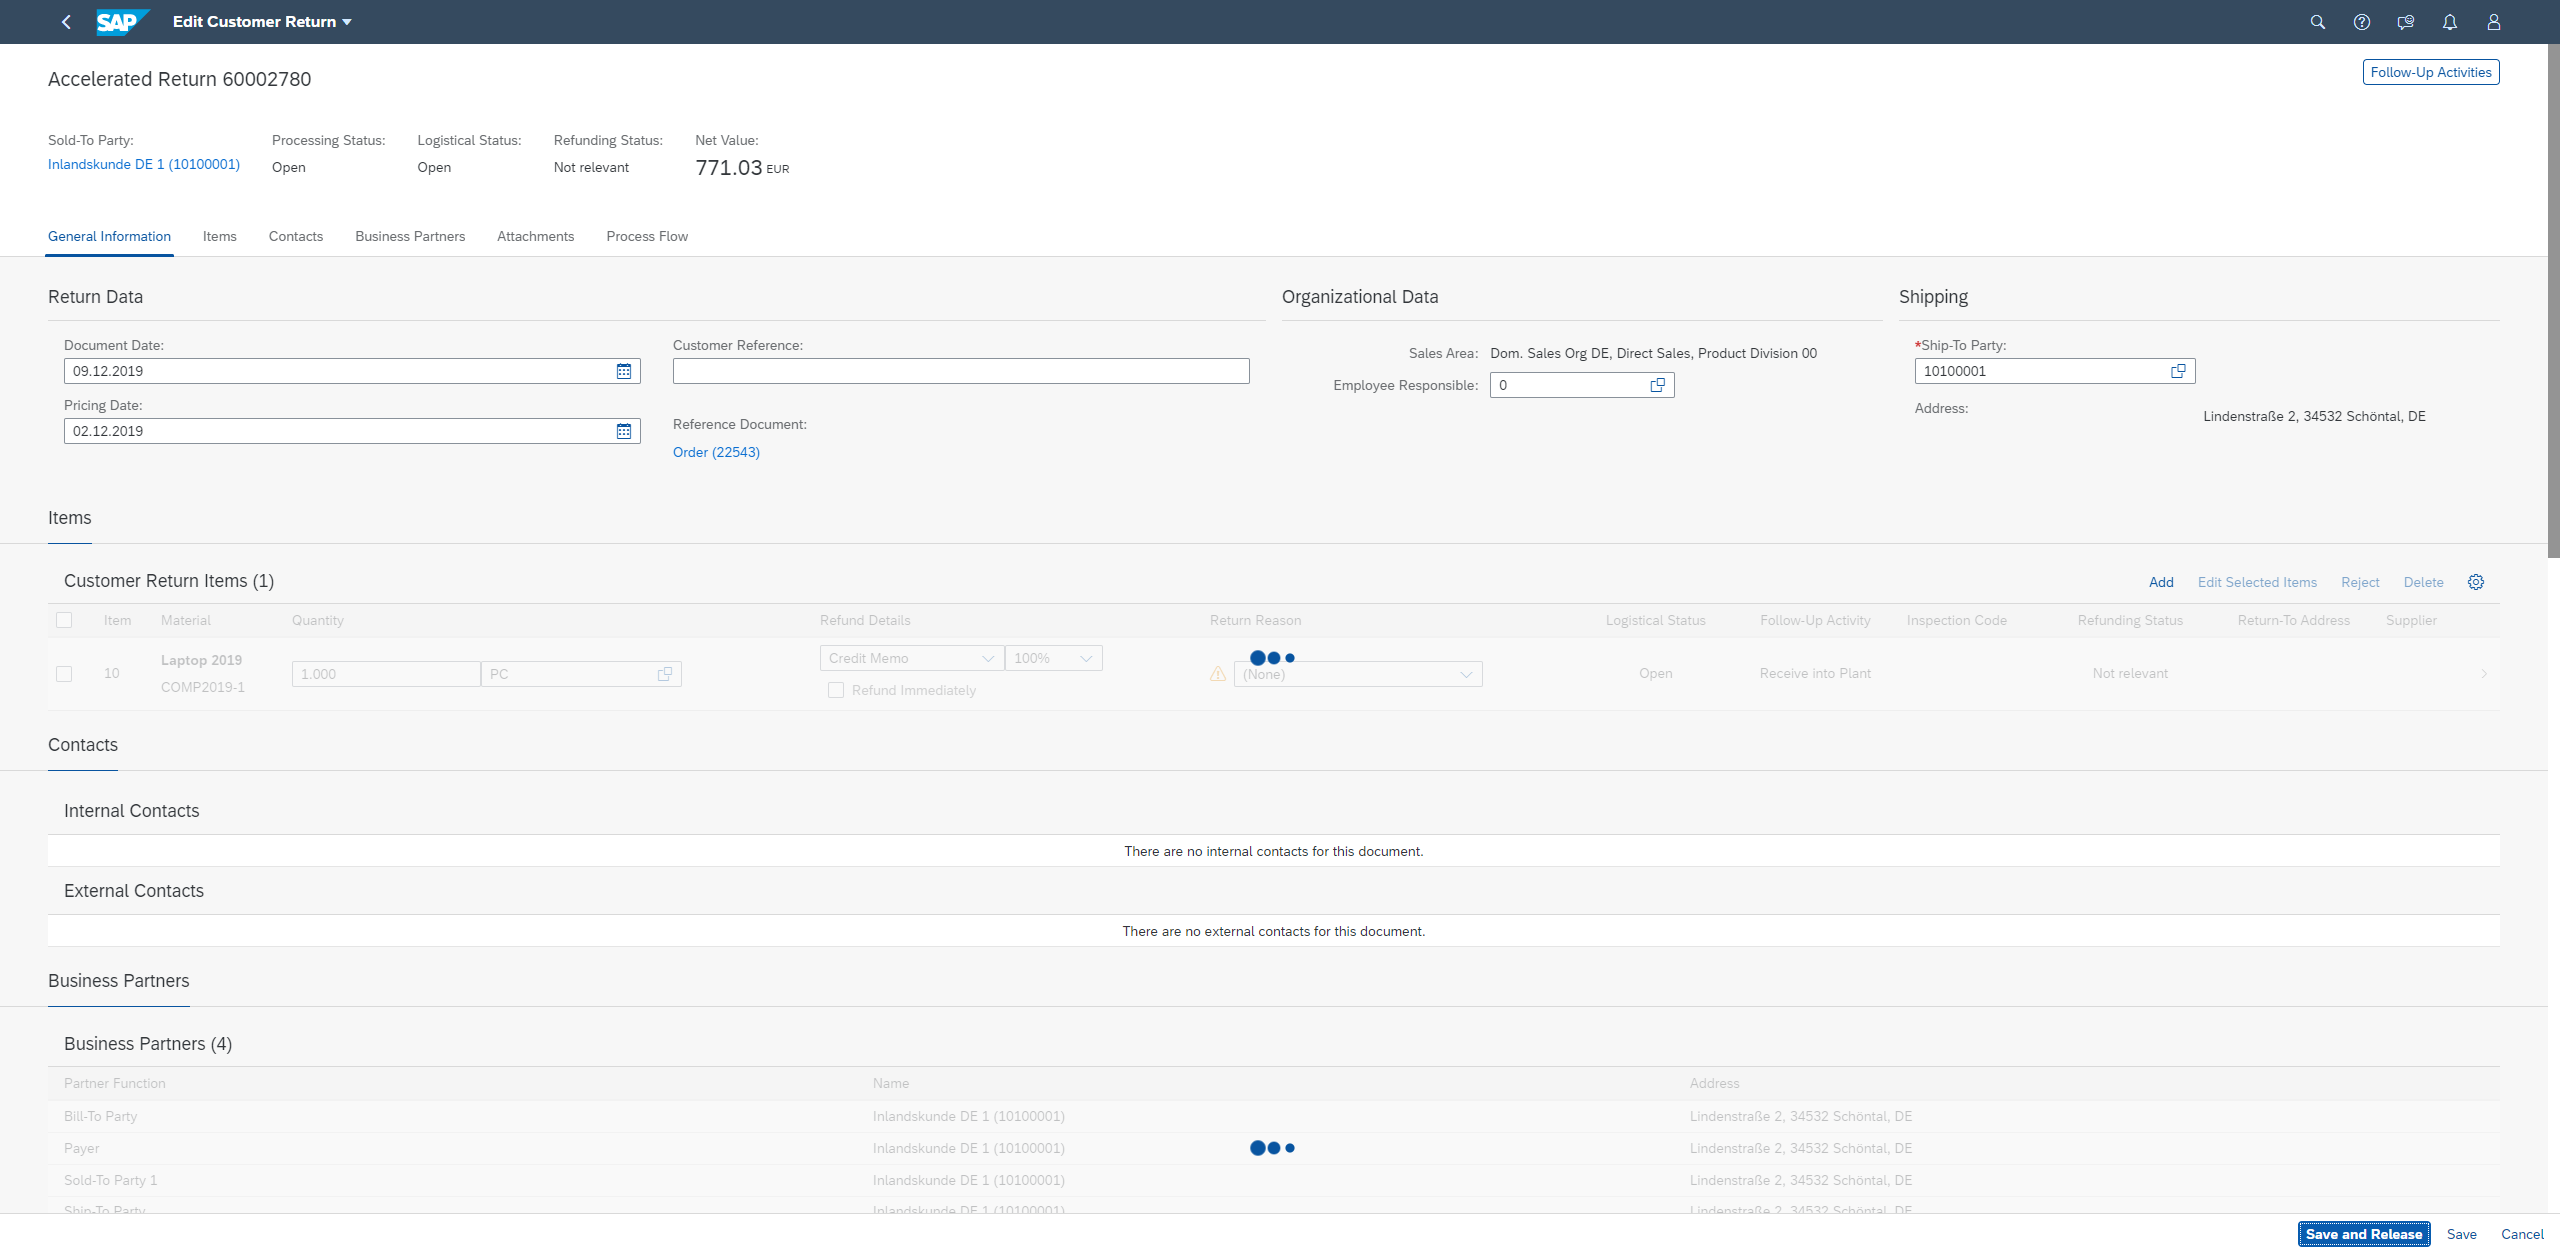 SAP Edit Customer Return
Accelerated Return 60002780
Follow-Up Activities
Sold-To Party: Processing Status: Logistical Status: Refunding Status: Net Value:
Inlandskunde DE 1 (10100001) Open Open Not relevant 771.03 EUR
General Information Items Contacts Business Partners Attachments Process Flow
Return Data
Document Date:
09.12.2019
Pricing Date:
02.12.2019
Customer Reference:
Reference Document:
Order (22543)
Organizational Data
Sales Area: Dom. Sales Org DE, Direct Sales, Product Division 00
Employee Responsible: 0
Shipping
*Ship-To Party:
10100001
Address:
Lindenstraße 2, 34532 Schöntal, DE
Items
Customer Return Items (1)
Add Edit Selected Items Reject Delete
Item Material Quantity Refund Details Return Reason Logistical Status Follow-Up Activity Inspection Code Refunding Status Return-To Address Supplier
10 Laptop 2019 COMP2019-1 1.000 PC Credit Memo 100% Refund Immediately (None) Open Receive into Plant Not relevant
Contacts
Internal Contacts
There are no internal contacts for this document.
External Contacts
There are no external contacts for this document.
Business Partners
Business Partners (4)
Partner Function Name Address
Bill-To Party Inlandskunde DE 1 (10100001) Lindenstraße 2, 34532 Schöntal, DE
Payer Inlandskunde DE 1 (10100001) Lindenstraße 2, 34532 Schöntal, DE
Sold-To Party 1 Inlandskunde DE 1 (10100001) Lindenstraße 2, 34532 Schöntal, DE
Ship-To Party Inlandskunde DE 1 (10100001) Lindenstraße 2, 34532 Schöntal, DE
Save and Release Save Cancel